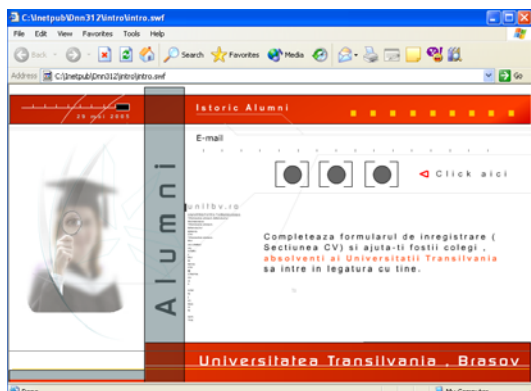 C:\Inetpub\Dnn312\intro\intro.swf
File Edit View Favorites Tools Help
Back Search Favorites Media
Address C:\Inetpub\Dnn312\intro\intro.swf Go
29 mai 2005
Istoric Alumni
E-mail
Click aici
Alumni
unitbv.ro
Completeaza formularul de inregistrare (
Sectiunea CV) si ajuta-ti fostii colegi ,
absolventi ai Universitatii Transilvania
sa intre in legatura cu tine.
Universitatea Transilvania , Brasov
Done My Computer